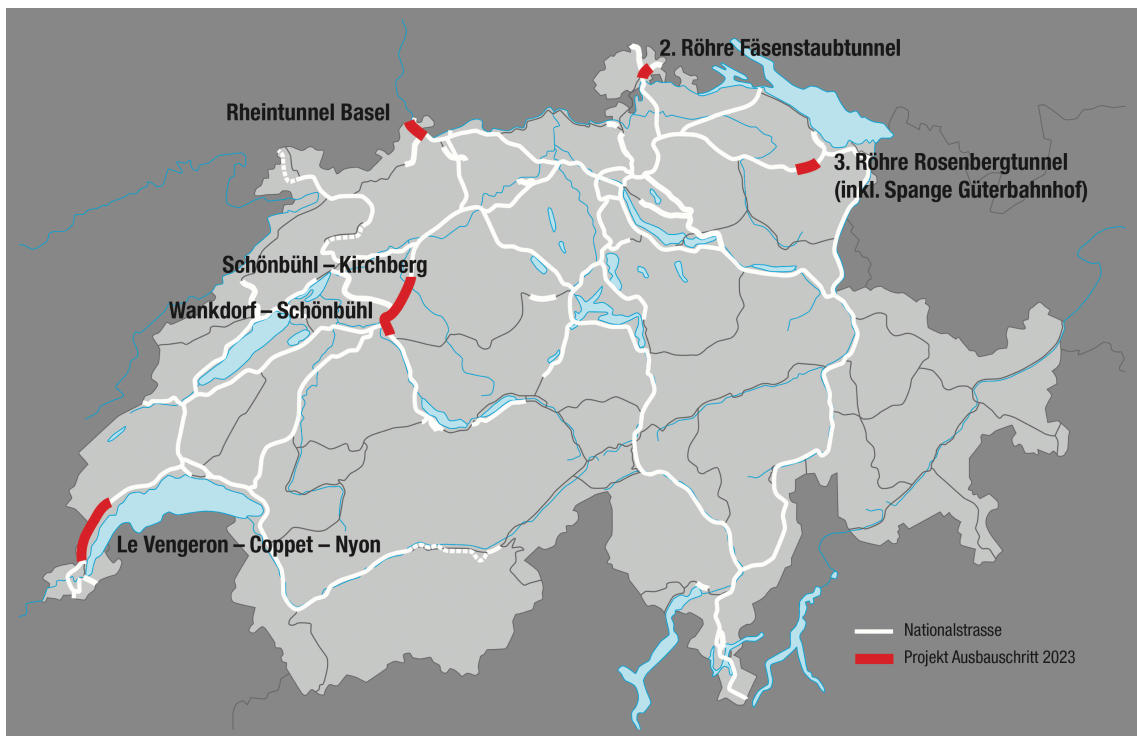 2. Röhre Fäsenstaubtunnel
Rheintunnel Basel
3. Röhre Rosenbergtunnel
(inkl. Spange Güterbahnhof)
Schönbühl – Kirchberg
Wankdorf – Schönbühl
Le Vengeron – Coppet – Nyon
Nationalstrasse
Projekt Ausbauschritt 2023